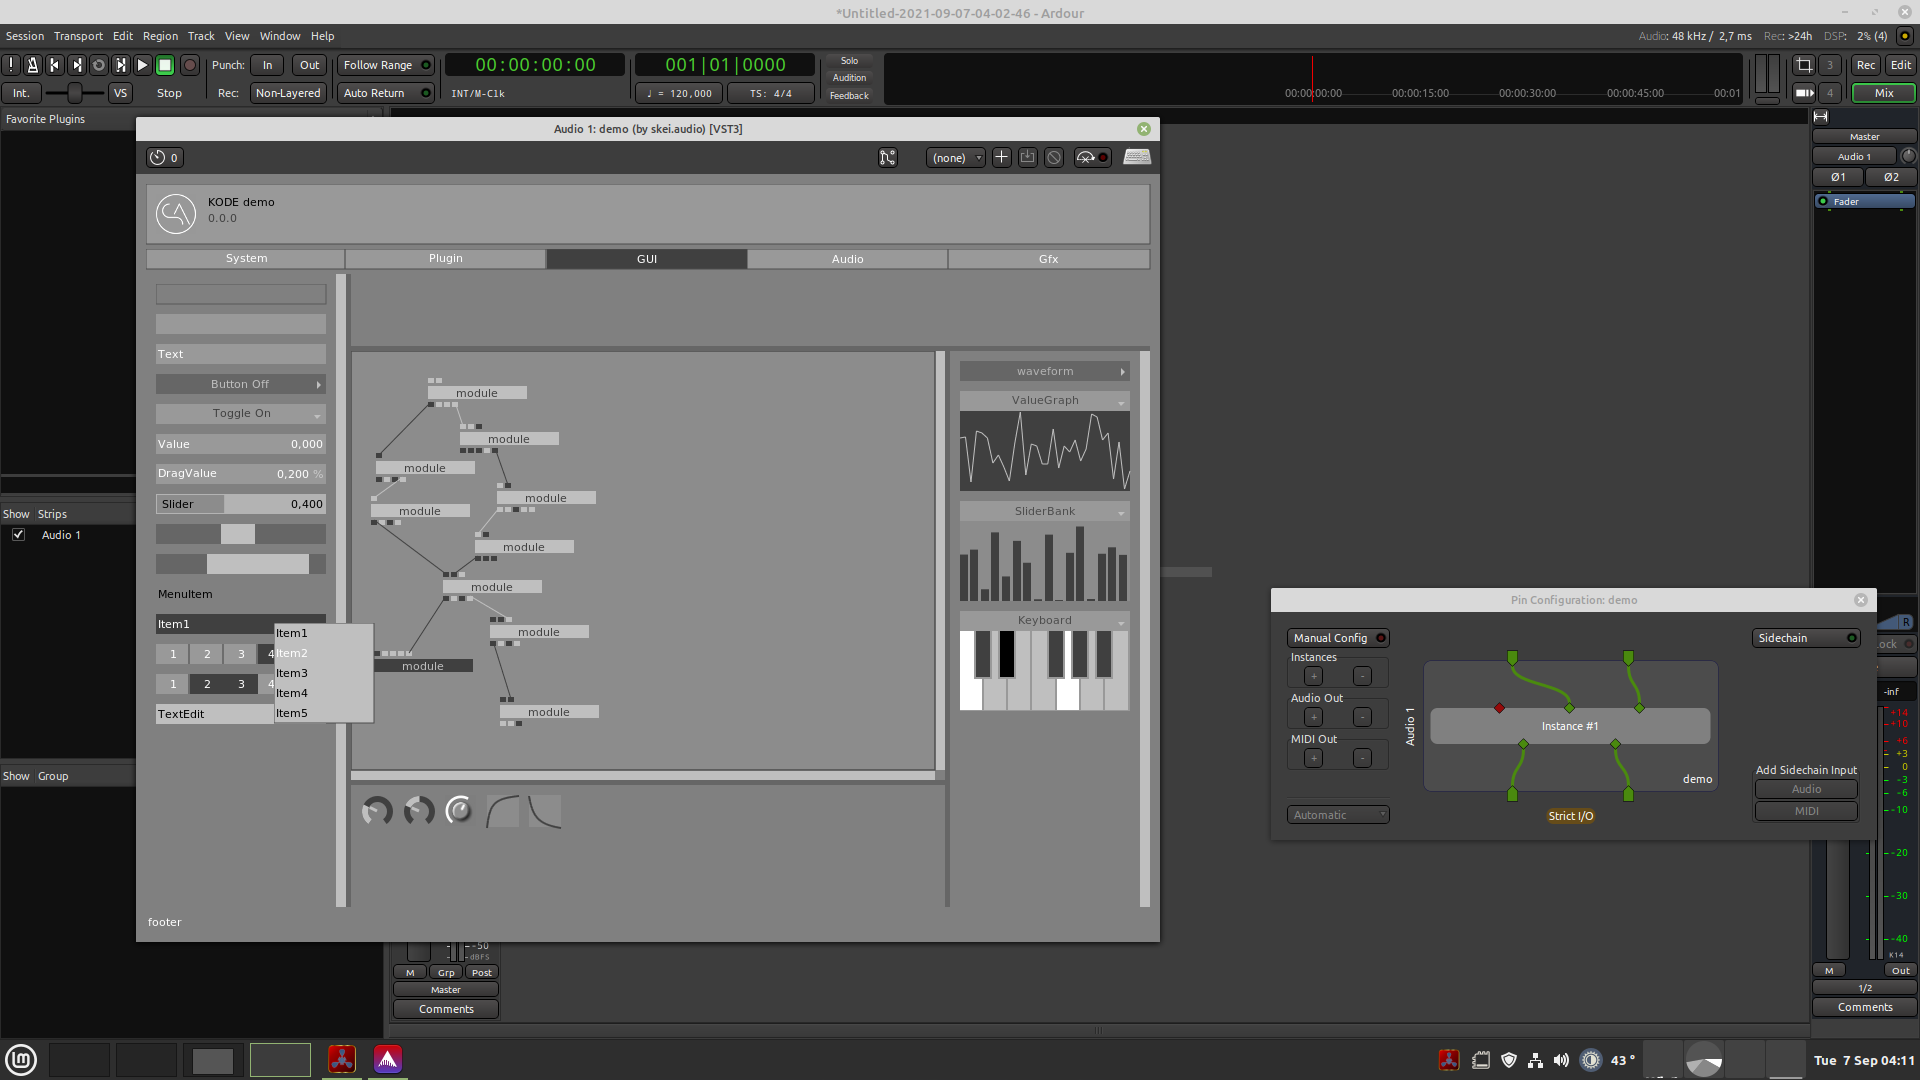 *Untitled-2021-09-07-04-02-46 - Ardour
Session Transport Edit Region Track View Window Help
Audio: 48 kHz / 2,7 ms Rec: >24h DSP: 2% (4)
! Punch: In Out Follow Range 00:00:00:00 001|01|0000
Solo
Audition
Feedback
3 Rec Edit
Int. VS Stop Rec: Non-Layered Auto Return INT/M-Clk ♩ = 120,000 TS: 4/4
00:00:00:00 00:00:15:00 00:00:30:00 00:00:45:00 00:01
4 Mix
Favorite Plugins
Audio 1: demo (by skei.audio) [VST3]
0 (none)
KODE demo
0.0.0
System Plugin GUI Audio Gfx
Text
Button Off
Toggle On
Value 0,000
DragValue 0,200 %
Slider 0,400
MenuItem
Item1
1 2 3 4
1 2 3 4
TextEdit
Item1
Item2
Item3
Item4
Item5
module
module
module
module
module
module
module
module
module
module
waveform
ValueGraph
SliderBank
Keyboard
footer
Show Strips
Audio 1
Show Group
-50
dBFS
M Grp Post
Master
Comments
Pin Configuration: demo
Manual Config
Instances
+ -
Audio Out
+ -
MIDI Out
+ -
Automatic
Audio 1
Instance #1
demo
Strict I/O
Sidechain
Add Sidechain Input
Audio
MIDI
Master
Audio 1
Ø1 Ø2
Fader
R
ock
-inf
+14
+10
+6
+3
0
-3
-6
-10
-20
-30
-40
K14
M Out
1/2
Comments
lm
43 °
Tue 7 Sep 04:11